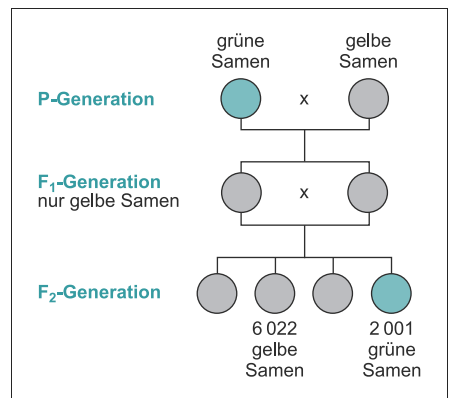 grüne
Samen
gelbe
Samen
P-Generation
x
F₁-Generation
nur gelbe Samen
x
F₂-Generation
6 022
gelbe
Samen
2 001
grüne
Samen